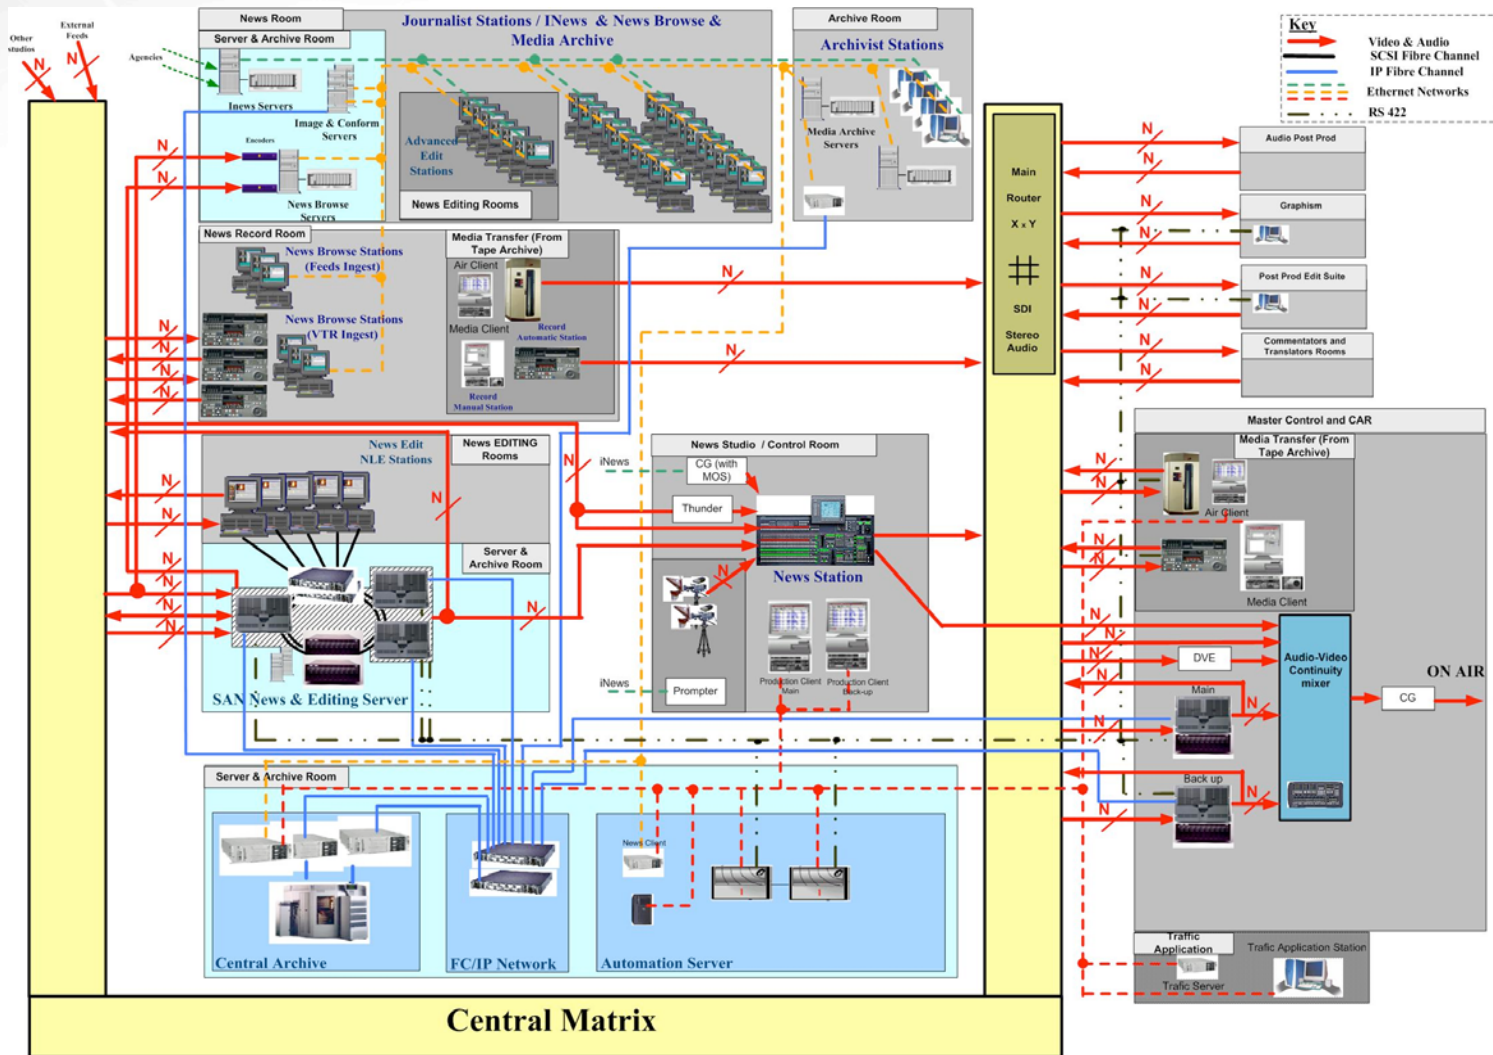 Other
studios
External
Feeds
N
N
News Room
Server & Archive Room
Agencies
Inews Servers
Image & Conform
Servers
Encoders
News Browse
Servers
N
N
Journalist Stations / INews & News Browse &
Media Archive
Advanced
Edit
Stations
News Editing Rooms
Archive Room
Archivist Stations
Media Archive
Servers
Key
Video & Audio
SCSI Fibre Channel
IP Fibre Channel
Ethernet Networks
RS 422
News Record Room
News Browse Stations
(Feeds Ingest)
News Browse Stations
(VTR Ingest)
N
N
N
N
Media Transfer (From
Tape Archive)
Air Client
Media Client
Record
Automatic Station
Record
Manual Station
N
N
Main
Router
X x Y
SDI
Stereo
Audio
N
Audio Post Prod
N
N
Graphism
N
N
Post Prod Edit Suite
N
N
Commentators and
Translators Rooms
N
News Edit
NLE Stations
News EDITING
Rooms
N
N
N
N
Server &
Archive Room
N
N
N
N
SAN News & Editing Server
News Studio / Control Room
iNews
CG (with
MOS)
Thunder
N
News Station
iNews
Prompter
Production Client
Main
Production Client
Back-up
Master Control and CAR
Media Transfer (From
Tape Archive)
N
N
Air Client
N
N
Media Client
N
N
N
DVE
Audio-Video
Continuity
mixer
ON AIR
CG
N
Main
N
N
N
Back up
N
N
Server & Archive Room
Central Archive
FC/IP Network
News Client
Automation Server
Traffic
Application
Trafic Application Station
Trafic Server
Central Matrix